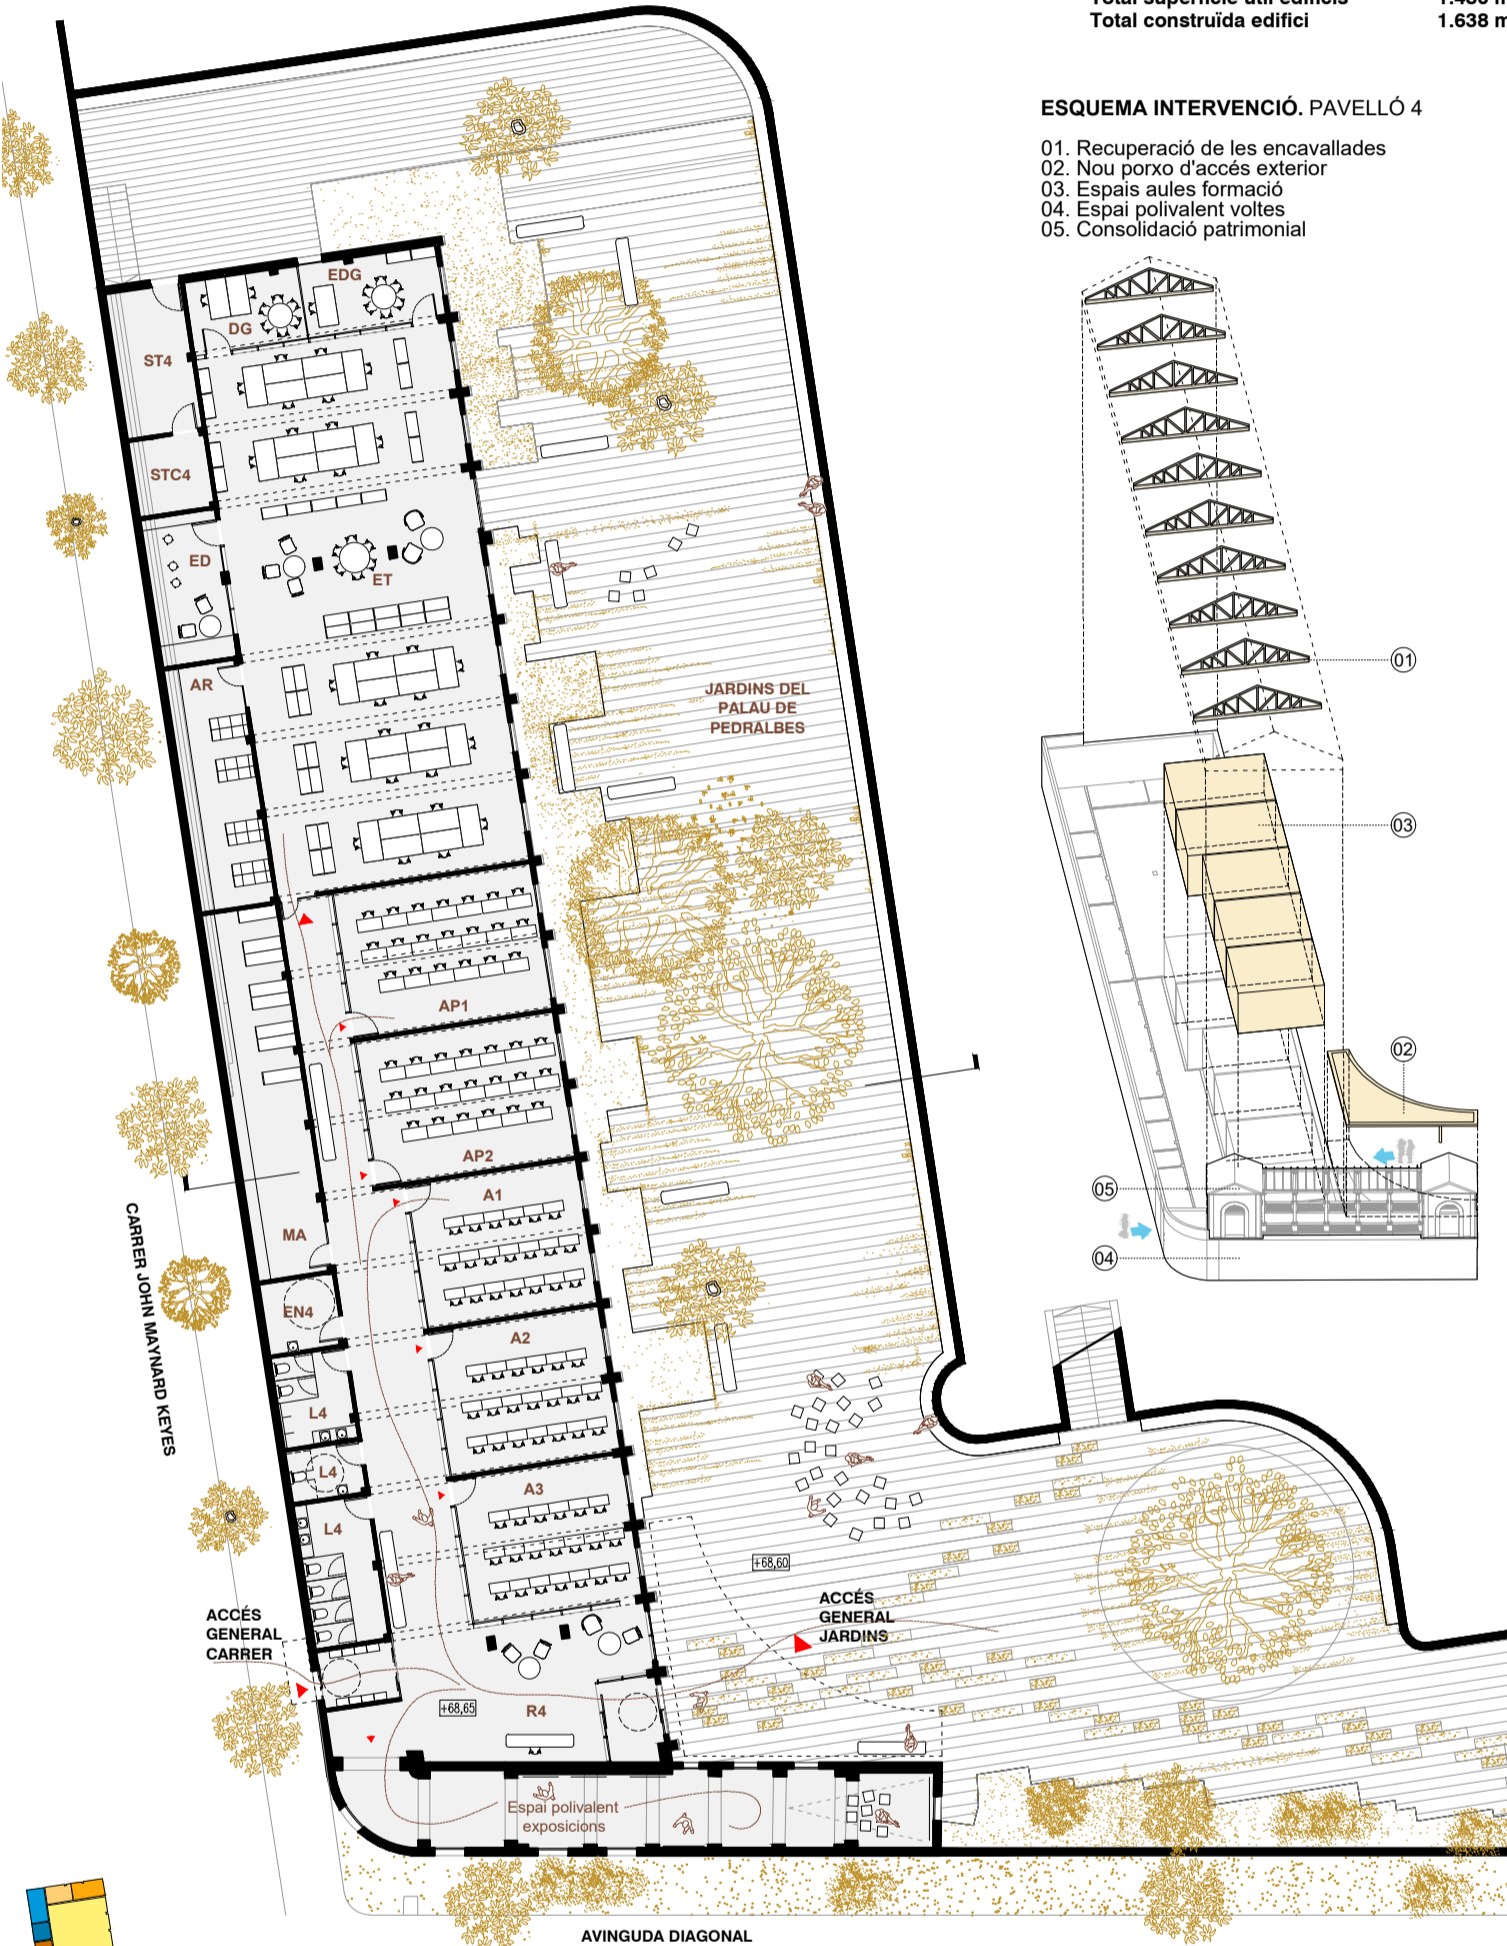 Total construïda edifici 1.638 m
ESQUEMA INTERVENCIÓ. PAVELLÓ 4
01. Recuperació de les encavallades
02. Nou porxo d'accés exterior
03. Espais aules formació
04. Espai polivalent voltes
05. Consolidació patrimonial
EDG
DG
ST4
STC4
ED
ET
AR
JARDINS DEL
PALAU DE
PEDRALBES
01
03
02
05
04
AP1
AP2
A1
MA
EN4
A2
L4
L4
A3
L4
CARRER JOHN MAYNARD KEYES
+68,60
ACCÉS
GENERAL
JARDINS
ACCÉS
GENERAL
CARRER
+68,65
R4
Espai polivalent
exposicions
AVINGUDA DIAGONAL